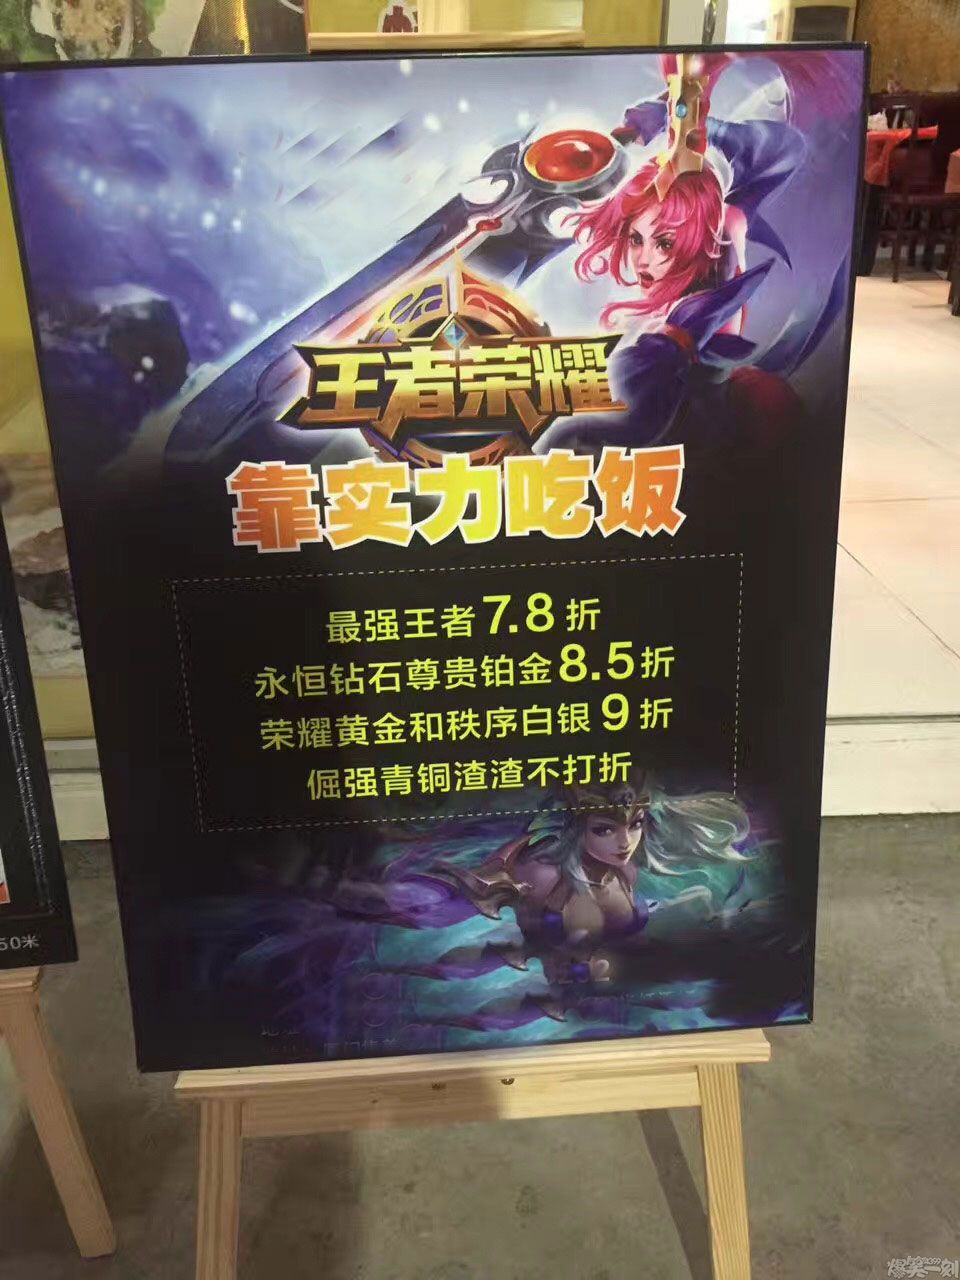 王者荣耀
靠实力吃饭
最强王者7.8折
永恒钻石尊贵铂金8.5折
荣耀黄金和秩序白银9折
倔强青铜渣渣不打折
50米
爆笑一刻